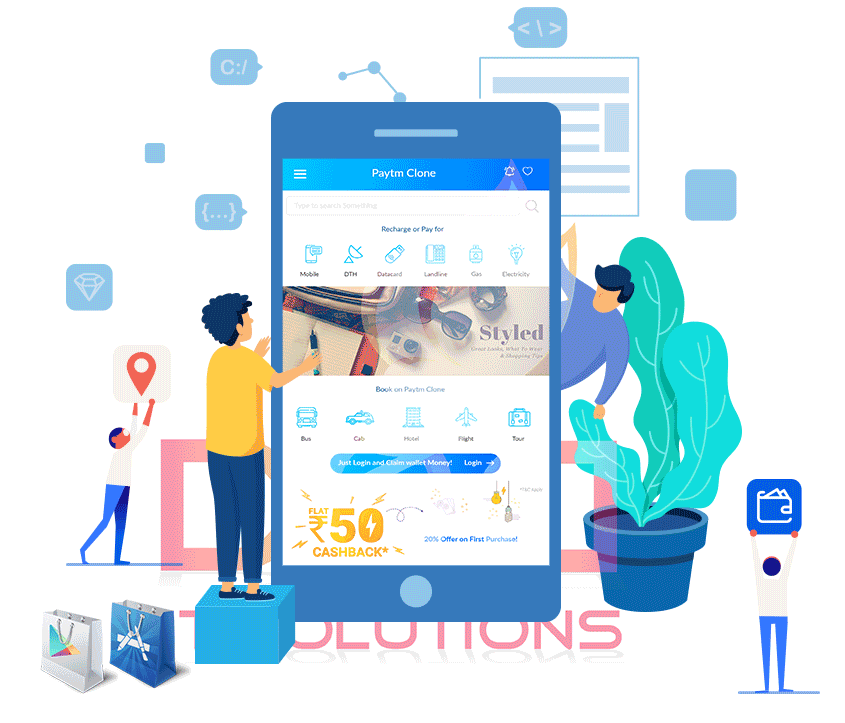 < \ >
C:/
{...}
Paytm Clone
Type to search Something
Recharge or Pay for
Mobile DTH Datacard Landline Gas Electricity
Styled
Great Looks, What To Wear
& Shopping Tips
Book on Paytm Clone
Bus Cab Hotel Flight Tour
Just Login and Claim wallet Money! Login →
FLAT
₹50
CASHBACK*
*T&C Apply
20% Offer on First Purchase!
OLUTIONS